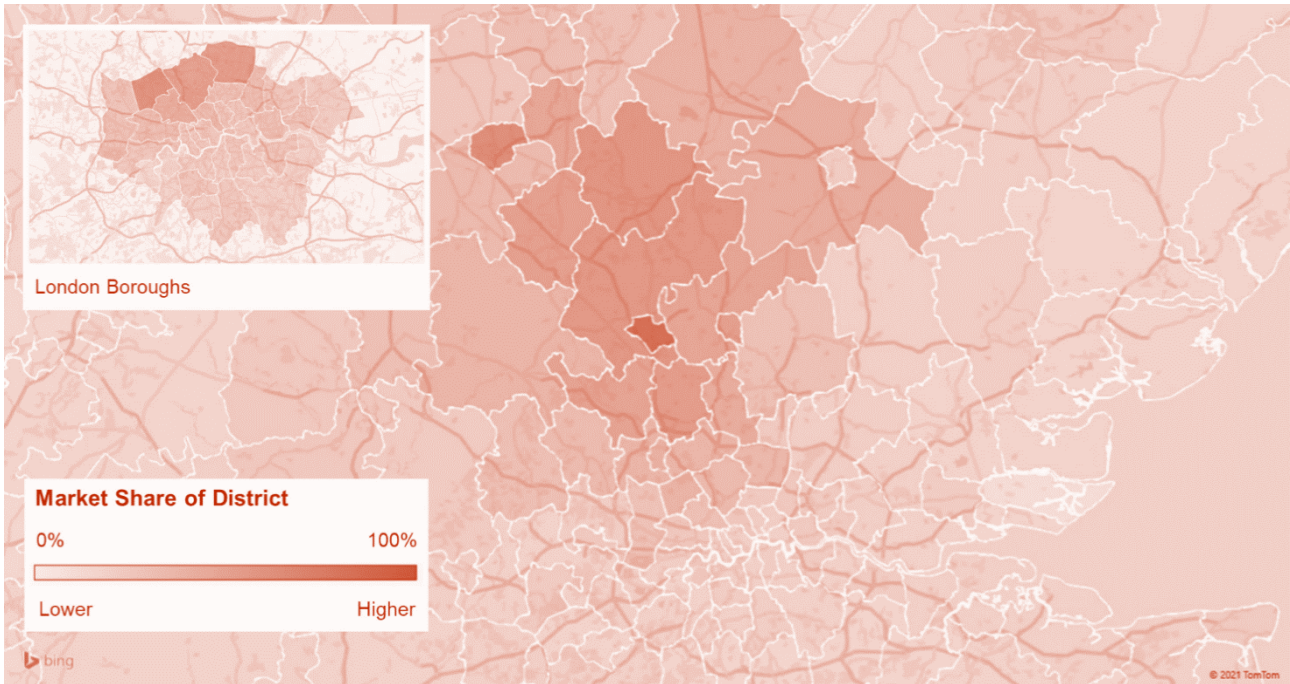 London Boroughs
Market Share of District
0% 100%
Lower Higher
bing
© 2021 TomTom